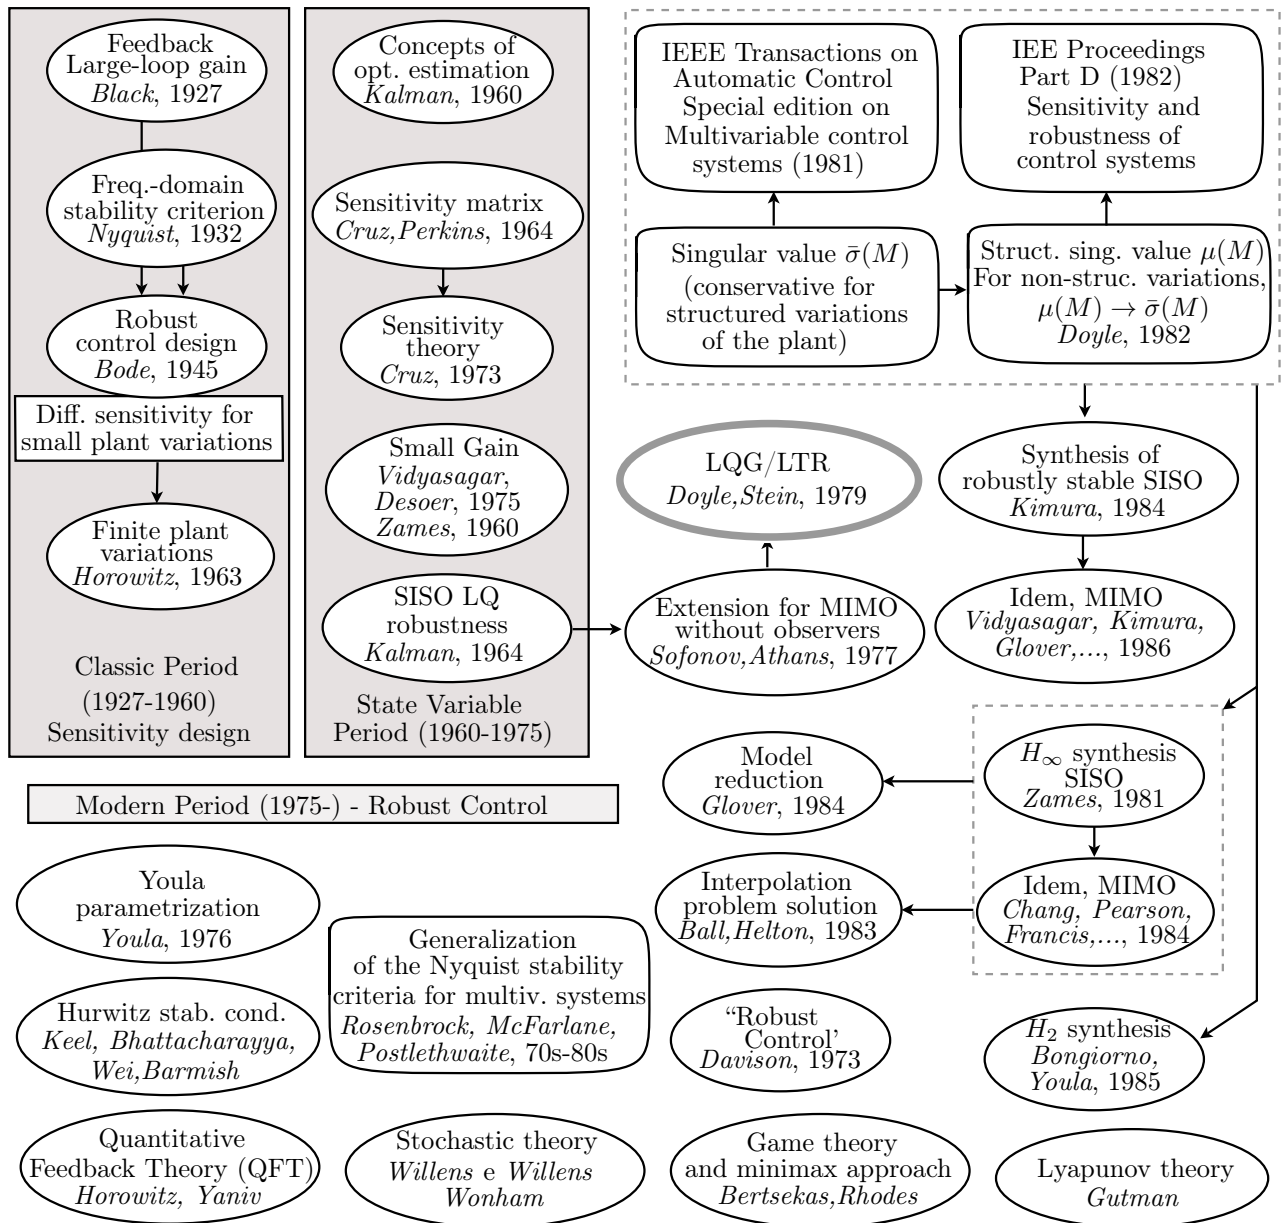 Feedback
Large-loop gain
Black, 1927
Freq.-domain
stability criterion
Nyquist, 1932
Robust
control design
Bode, 1945
Diff. sensitivity for
small plant variations
Finite plant
variations
Horowitz, 1963
Classic Period
(1927-1960)
Sensitivity design
Concepts of
opt. estimation
Kalman, 1960
Sensitivity matrix
Cruz,Perkins, 1964
Sensitivity
theory
Cruz, 1973
Small Gain
Vidyasagar,
Desoer, 1975
Zames, 1960
SISO LQ
robustness
Kalman, 1964
State Variable
Period (1960-1975)
IEEE Transactions on
Automatic Control
Special edition on
Multivariable control
systems (1981)
IEE Proceedings
Part D (1982)
Sensitivity and
robustness of
control systems
Singular value σ̄(M)
(conservative for
structured variations
of the plant)
Struct. sing. value μ(M)
For non-struc. variations,
μ(M) → σ̄(M)
Doyle, 1982
LQG/LTR
Doyle,Stein, 1979
Synthesis of
robustly stable SISO
Kimura, 1984
Extension for MIMO
without observers
Sofonov,Athans, 1977
Idem, MIMO
Vidyasagar, Kimura,
Glover,..., 1986
Model
reduction
Glover, 1984
H∞ synthesis
SISO
Zames, 1981
Modern Period (1975-) - Robust Control
Youla
parametrization
Youla, 1976
Generalization
of the Nyquist stability
criteria for multiv. systems
Rosenbrock, McFarlane,
Postlethwaite, 70s-80s
Interpolation
problem solution
Ball,Helton, 1983
Idem, MIMO
Chang, Pearson,
Francis,..., 1984
Hurwitz stab. cond.
Keel, Bhattacharayya,
Wei,Barmish
“Robust
Control’
Davison, 1973
H₂ synthesis
Bongiorno,
Youla, 1985
Quantitative
Feedback Theory (QFT)
Horowitz, Yaniv
Stochastic theory
Willens e Willens
Wonham
Game theory
and minimax approach
Bertsekas,Rhodes
Lyapunov theory
Gutman